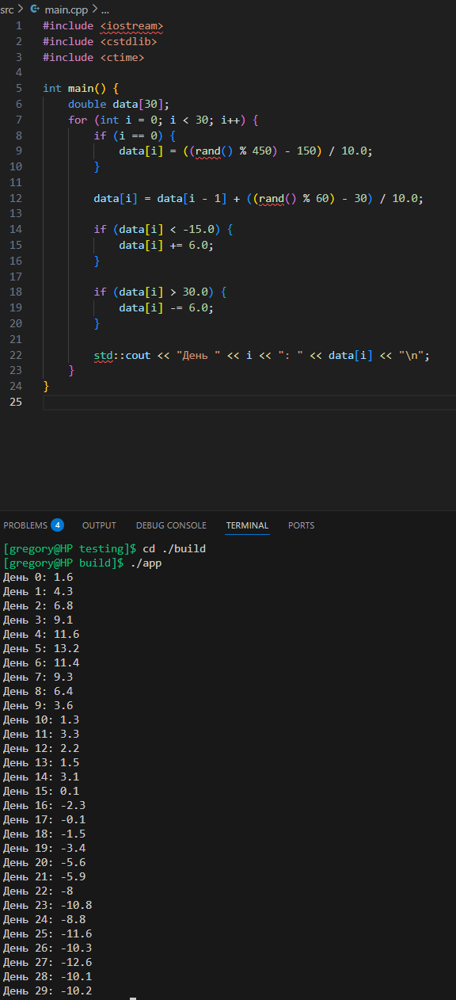 src > main.cpp > ...
1 #include <iostream>
2 #include <cstdlib>
3 #include <ctime>
4
5 int main() {
6     double data[30];
7     for (int i = 0; i < 30; i++) {
8         if (i == 0) {
9             data[i] = ((rand() % 450) - 150) / 10.0;
10         }
11
12         data[i] = data[i - 1] + ((rand() % 60) - 30) / 10.0;
13
14         if (data[i] < -15.0) {
15             data[i] += 6.0;
16         }
17
18         if (data[i] > 30.0) {
19             data[i] -= 6.0;
20         }
21
22         std::cout << "День " << i << ": " << data[i] << "\n";
23     }
24 }
25
PROBLEMS 4 OUTPUT DEBUG CONSOLE TERMINAL PORTS
[gregory@HP testing]$ cd ./build
[gregory@HP build]$ ./app
День 0: 1.6
День 1: 4.3
День 2: 6.8
День 3: 9.1
День 4: 11.6
День 5: 13.2
День 6: 11.4
День 7: 9.3
День 8: 6.4
День 9: 3.6
День 10: 1.3
День 11: 3.3
День 12: 2.2
День 13: 1.5
День 14: 3.1
День 15: 0.1
День 16: -2.3
День 17: -0.1
День 18: -1.5
День 19: -3.4
День 20: -5.6
День 21: -5.9
День 22: -8
День 23: -10.8
День 24: -8.8
День 25: -11.6
День 26: -10.3
День 27: -12.6
День 28: -10.1
День 29: -10.2